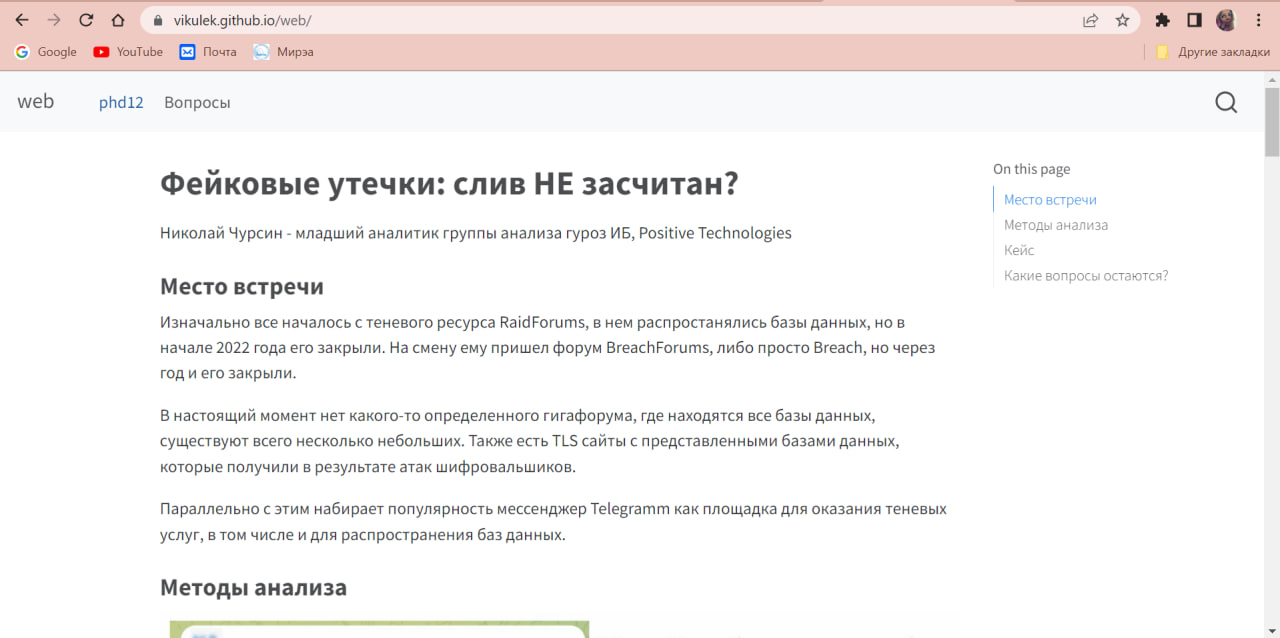 vikulek.github.io/web/
Google YouTube Почта Мирэа Другие закладки
web phd12 Вопросы
Фейковые утечки: слив НЕ засчитан?
Николай Чурсин - младший аналитик группы анализа гуроз ИБ, Positive Technologies
Место встречи
Изначально все началось с теневого ресурса RaidForums, в нем распростанялись базы данных, но в
начале 2022 года его закрыли. На смену ему пришел форум BreachForums, либо просто Breach, но через
год и его закрыли.
В настоящий момент нет какого-то определенного гигафорума, где находятся все базы данных,
существуют всего несколько небольших. Также есть TLS сайты с представленными базами данных,
которые получили в результате атак шифровальшиков.
Параллельно с этим набирает популярность мессенджер Telegramm как площадка для оказания теневых
услуг, в том числе и для распространения баз данных.
Методы анализа
On this page
Место встречи
Методы анализа
Кейс
Какие вопросы остаются?